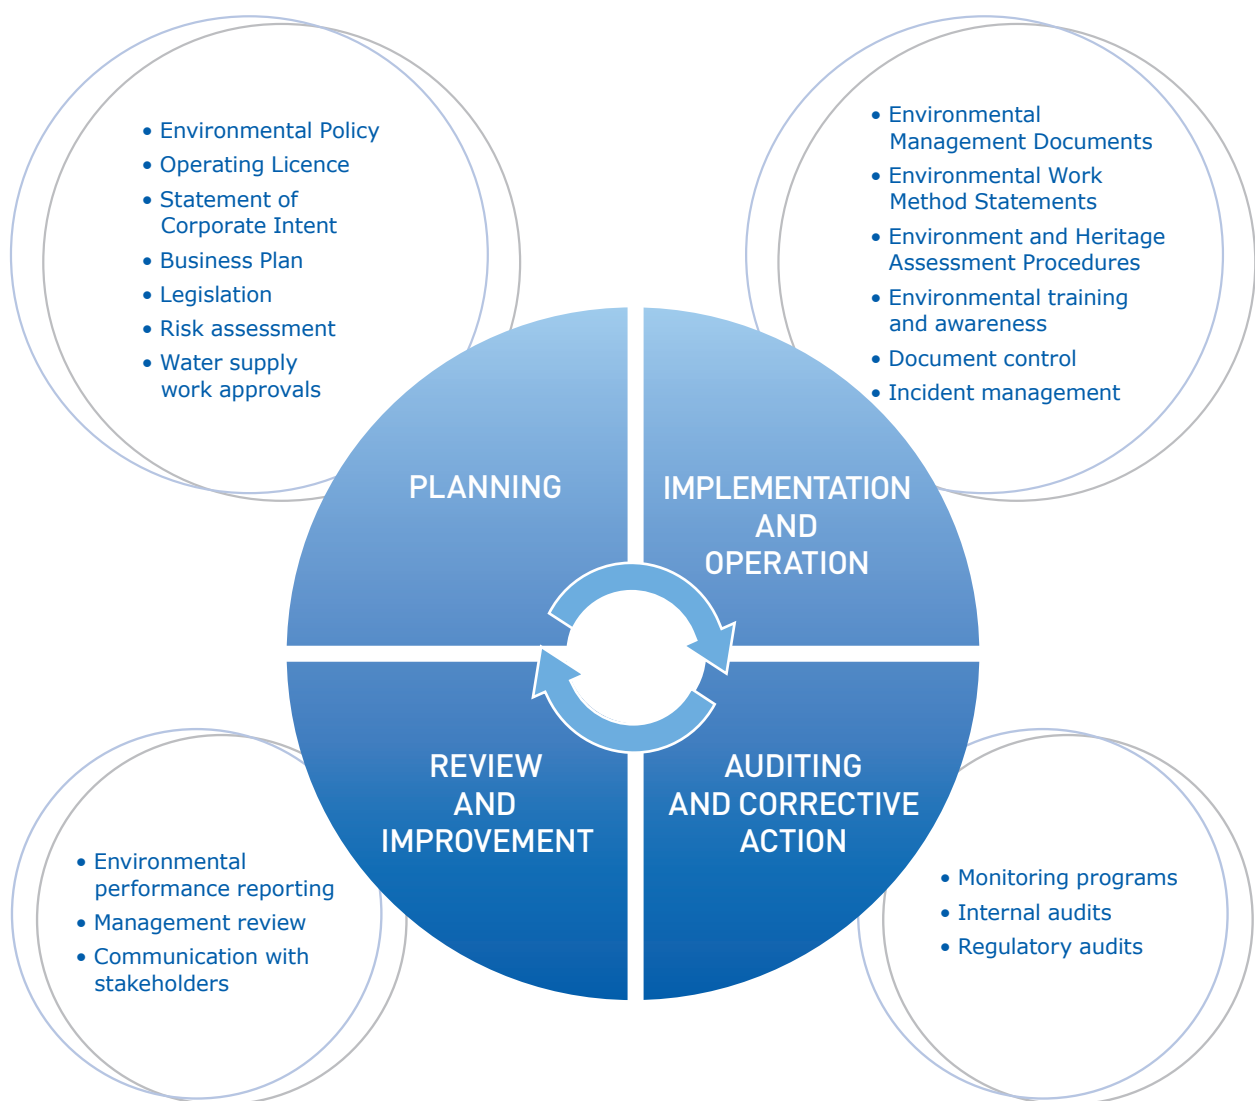 • Environmental Policy
• Operating Licence
• Statement of
Corporate Intent
• Business Plan
• Legislation
• Risk assessment
• Water supply
work approvals
• Environmental
Management Documents
• Environmental Work
Method Statements
• Environment and Heritage
Assessment Procedures
• Environmental training
and awareness
• Document control
• Incident management
PLANNING
IMPLEMENTATION
AND
OPERATION
REVIEW
AND
IMPROVEMENT
AUDITING
AND CORRECTIVE
ACTION
• Environmental
performance reporting
• Management review
• Communication with
stakeholders
• Monitoring programs
• Internal audits
• Regulatory audits